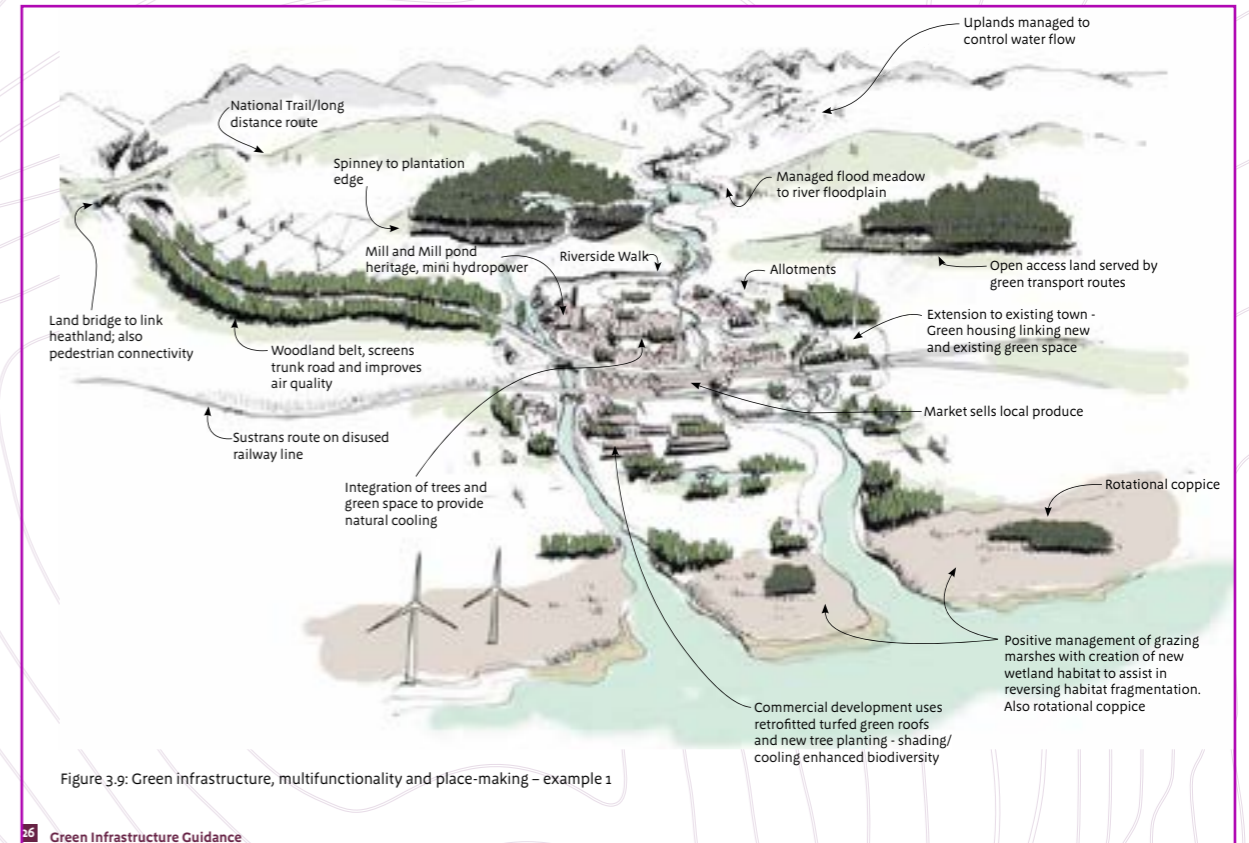 Uplands managed to
control water flow
National Trail/long
distance route
Spinney to plantation
edge
Managed flood meadow
to river floodplain
Mill and Mill pond
heritage, mini hydropower
Riverside Walk
Allotments
Open access land served by
green transport routes
Land bridge to link
heathland; also
pedestrian connectivity
Woodland belt, screens
trunk road and improves
air quality
Extension to existing town -
Green housing linking new
and existing green space
Market sells local produce
Sustrans route on disused
railway line
Integration of trees and
green space to provide
natural cooling
Rotational coppice
Positive management of grazing
marshes with creation of new
wetland habitat to assist in
reversing habitat fragmentation.
Also rotational coppice
Commercial development uses
retrofitted turfed green roofs
and new tree planting - shading/
cooling enhanced biodiversity
Figure 3.9: Green infrastructure, multifunctionality and place-making – example 1
26 Green Infrastructure Guidance